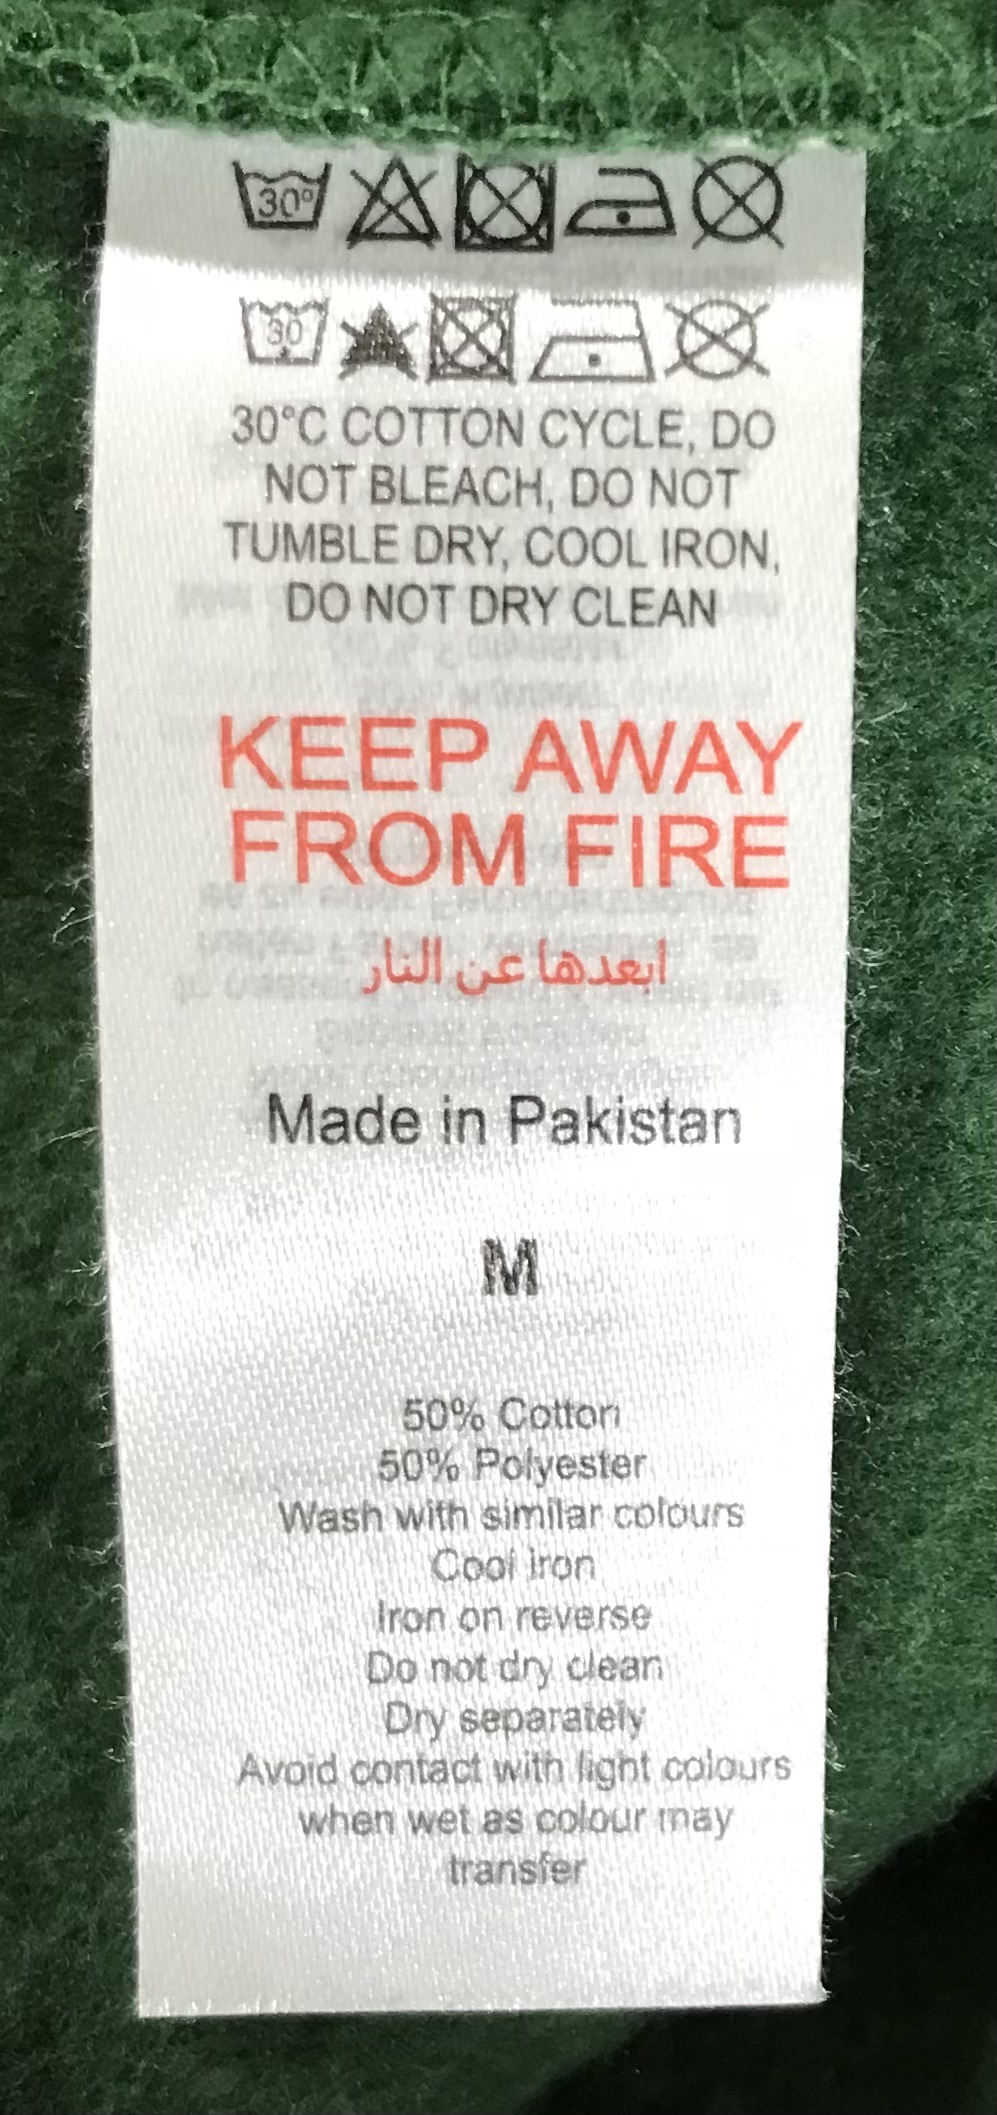 30°
30
30°C COTTON CYCLE, DO
NOT BLEACH, DO NOT
TUMBLE DRY, COOL IRON,
DO NOT DRY CLEAN
KEEP AWAY
FROM FIRE
ابعدها عن النار
Made in Pakistan
M
50% Cotton
50% Polyester
Wash with similar colours
Cool iron
Iron on reverse
Do not dry clean
Dry separately
Avoid contact with light colours
when wet as colour may
transfer